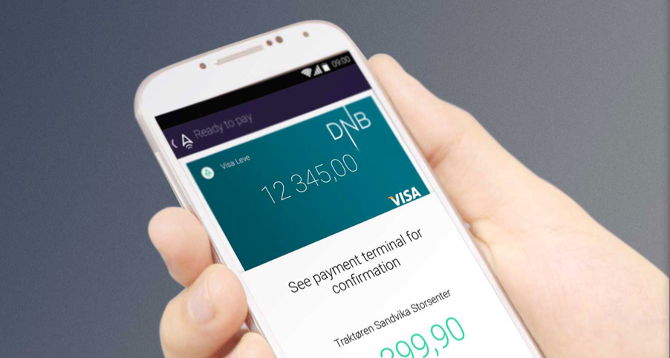 09:00
Ready to pay
DNB
Visa Leve
12 345,00
VISA
See payment terminal for
confirmation
Traktøren Sandvika Storsenter
399,90